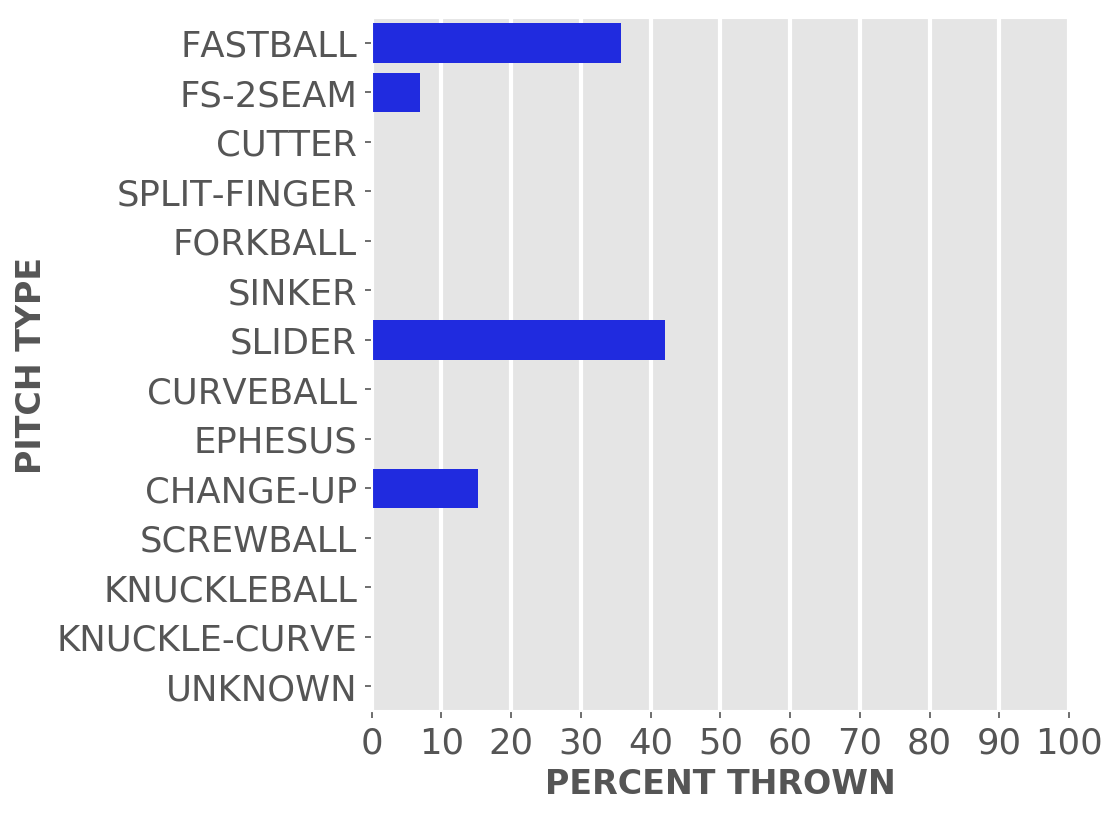 FASTBALL
FS-2SEAM
CUTTER
SPLIT-FINGER
FORKBALL
SINKER
SLIDER
CURVEBALL
EPHESUS
CHANGE-UP
SCREWBALL
KNUCKLEBALL
KNUCKLE-CURVE
UNKNOWN
PITCH TYPE
0 10 20 30 40 50 60 70 80 90 100
PERCENT THROWN